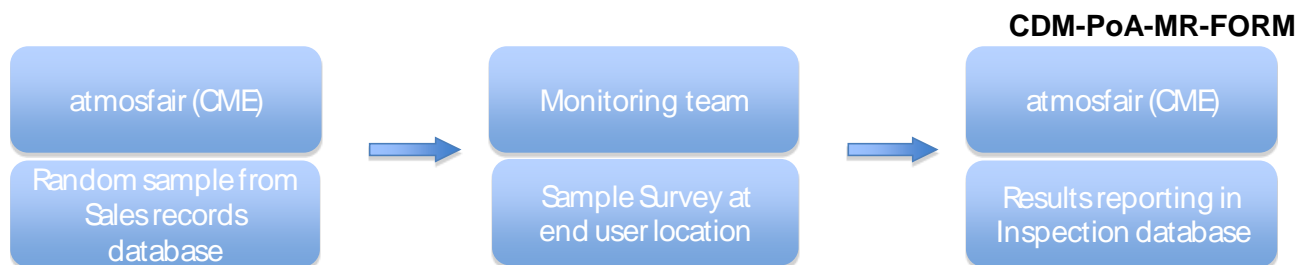 CDM-PoA-MR-FORM
atmosfair (CME)
Random sample from
Sales records
database
Monitoring team
Sample Survey at
end user location
atmosfair (CME)
Results reporting in
Inspection database